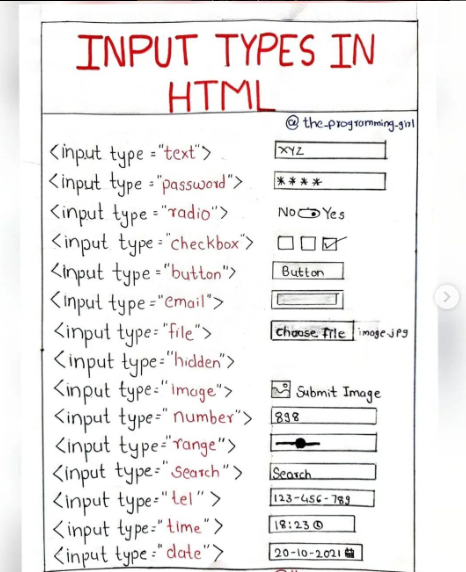 INPUT TYPES IN
HTML
@the_programming_girl
<input type="text"> XYZ
<input type="password"> ****
<input type="radio"> No Yes
<input type="checkbox">
<input type="button"> Button
<input type="email">
<input type="file"> Choose File image.jpg
<input type="hidden">
<input type="image"> Submit Image
<input type="number"> 898
<input type="range">
<input type="Search"> Search
<input type="tel"> 123-456-789
<input type="time"> 18:23
<input type="date"> 20-10-2021